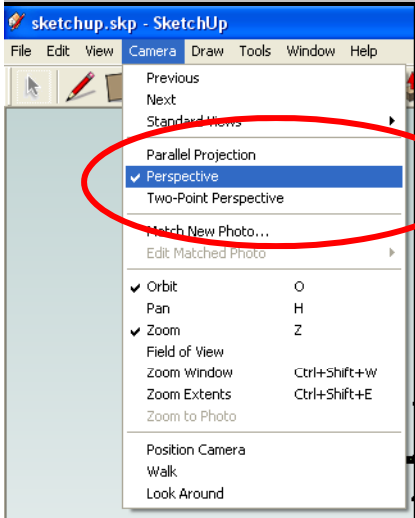 sketchup.skp - SketchUp
File Edit View Camera Draw Tools Window Help
Previous
Next
Standard Views
Parallel Projection
Perspective
Two-Point Perspective
Match New Photo...
Edit Matched Photo
Orbit O
Pan H
Zoom Z
Field of View
Zoom Window Ctrl+Shift+W
Zoom Extents Ctrl+Shift+E
Zoom to Photo
Position Camera
Walk
Look Around